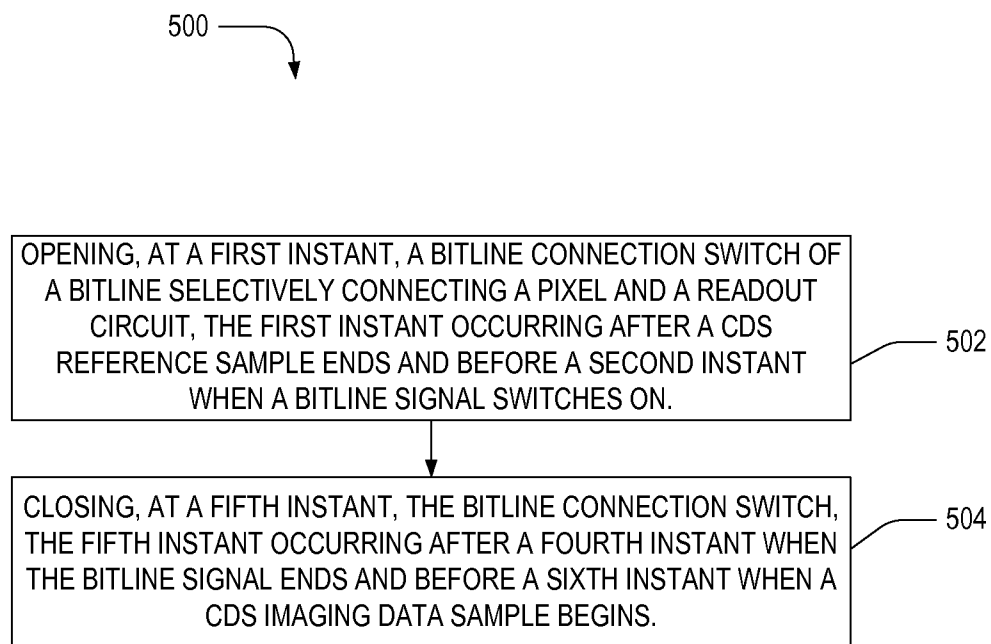 500
OPENING, AT A FIRST INSTANT, A BITLINE CONNECTION SWITCH OF
A BITLINE SELECTIVELY CONNECTING A PIXEL AND A READOUT
CIRCUIT, THE FIRST INSTANT OCCURRING AFTER A CDS
REFERENCE SAMPLE ENDS AND BEFORE A SECOND INSTANT
WHEN A BITLINE SIGNAL SWITCHES ON.
502
CLOSING, AT A FIFTH INSTANT, THE BITLINE CONNECTION SWITCH,
THE FIFTH INSTANT OCCURRING AFTER A FOURTH INSTANT WHEN
THE BITLINE SIGNAL ENDS AND BEFORE A SIXTH INSTANT WHEN A
CDS IMAGING DATA SAMPLE BEGINS.
504